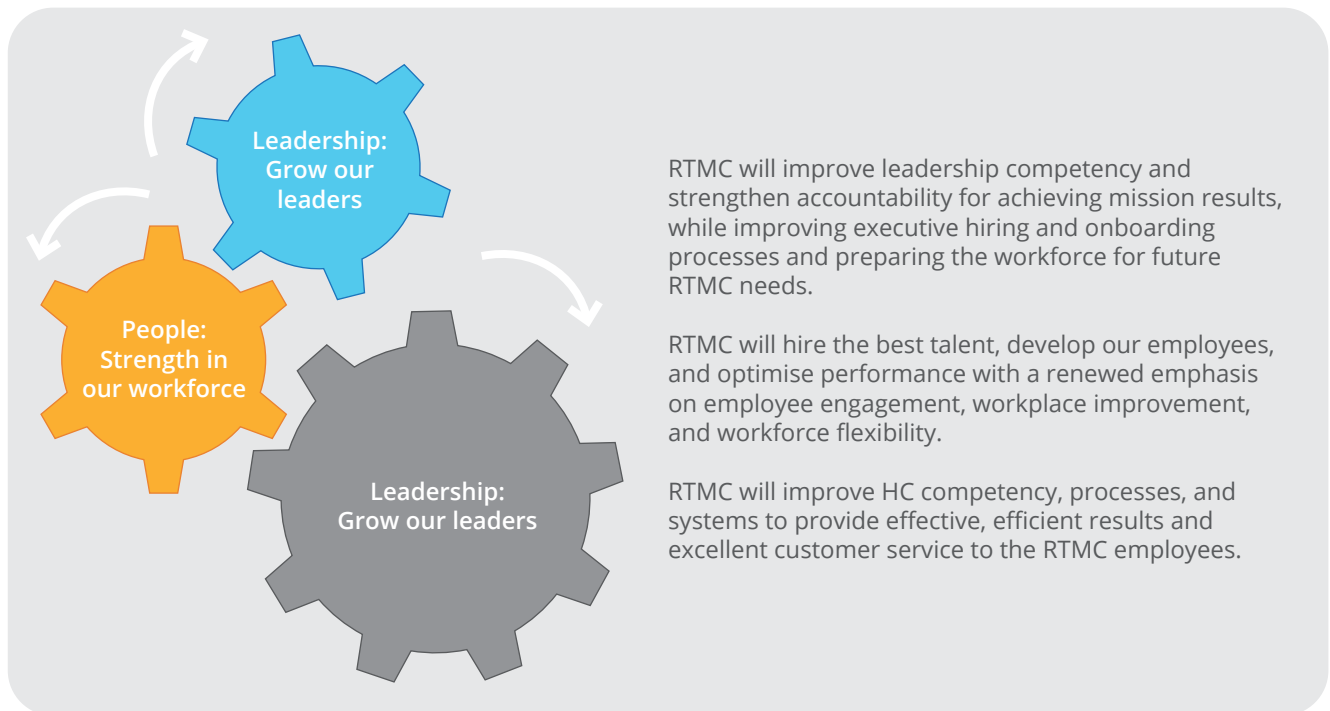 Leadership:
Grow our
leaders
People:
Strength in
our workforce
Leadership:
Grow our leaders
RTMC will improve leadership competency and
strengthen accountability for achieving mission results,
while improving executive hiring and onboarding
processes and preparing the workforce for future
RTMC needs.
RTMC will hire the best talent, develop our employees,
and optimise performance with a renewed emphasis
on employee engagement, workplace improvement,
and workforce flexibility.
RTMC will improve HC competency, processes, and
systems to provide effective, efficient results and
excellent customer service to the RTMC employees.